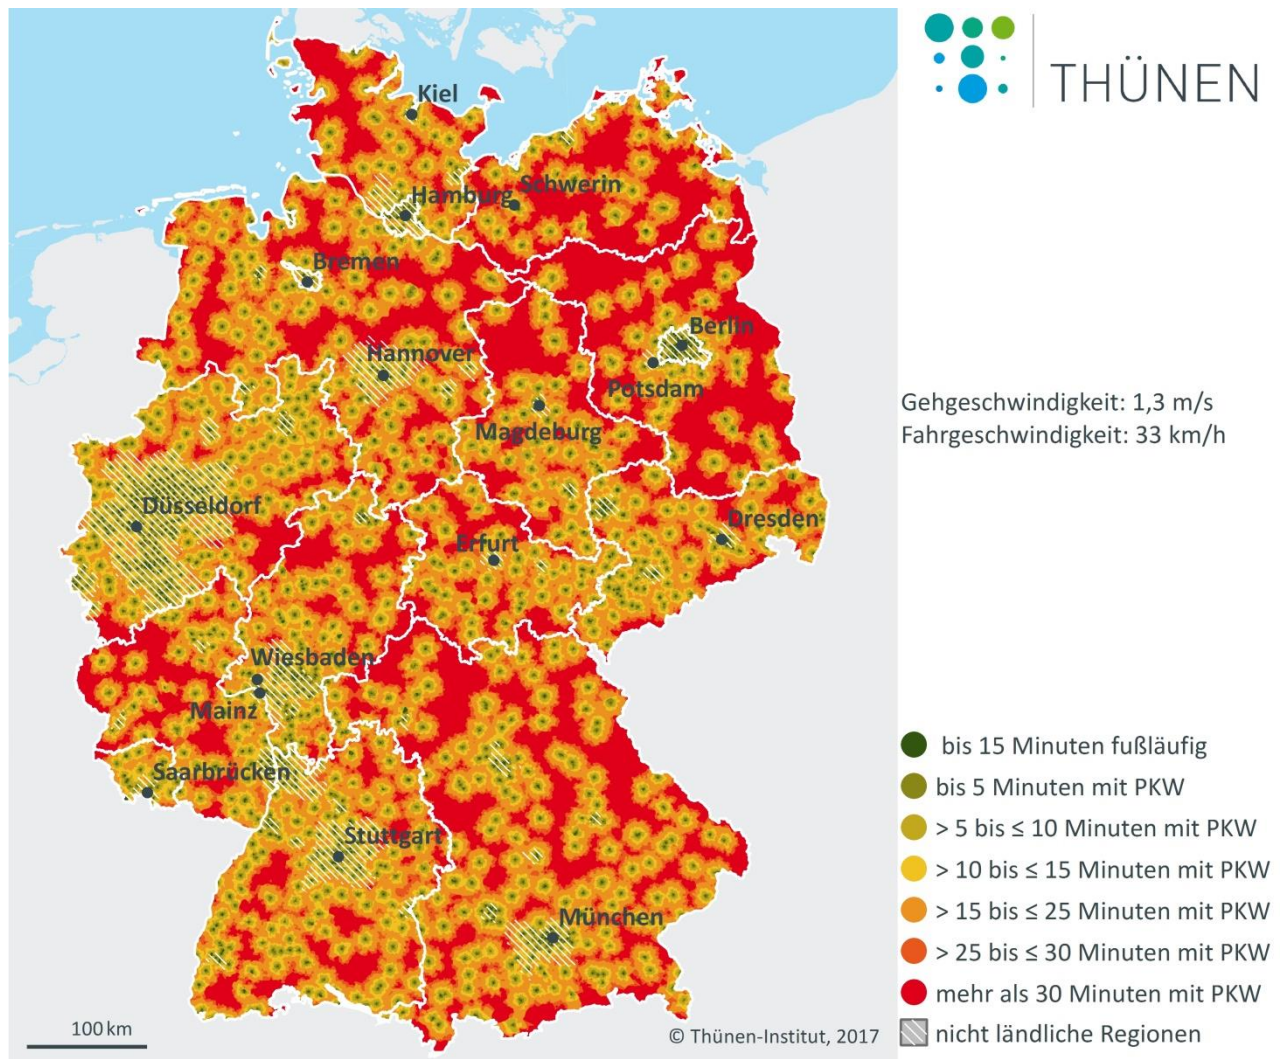 THÜNEN
Kiel
Schwerin
Hamburg
Bremen
Berlin
Hannover
Potsdam
Magdeburg
Düsseldorf
Dresden
Erfurt
Wiesbaden
Mainz
Saarbrücken
Stuttgart
München
Gehgeschwindigkeit: 1,3 m/s
Fahrgeschwindigkeit: 33 km/h
bis 15 Minuten fußläufig
bis 5 Minuten mit PKW
> 5 bis ≤ 10 Minuten mit PKW
> 10 bis ≤ 15 Minuten mit PKW
> 15 bis ≤ 25 Minuten mit PKW
> 25 bis ≤ 30 Minuten mit PKW
mehr als 30 Minuten mit PKW
nicht ländliche Regionen
100 km
© Thünen-Institut, 2017